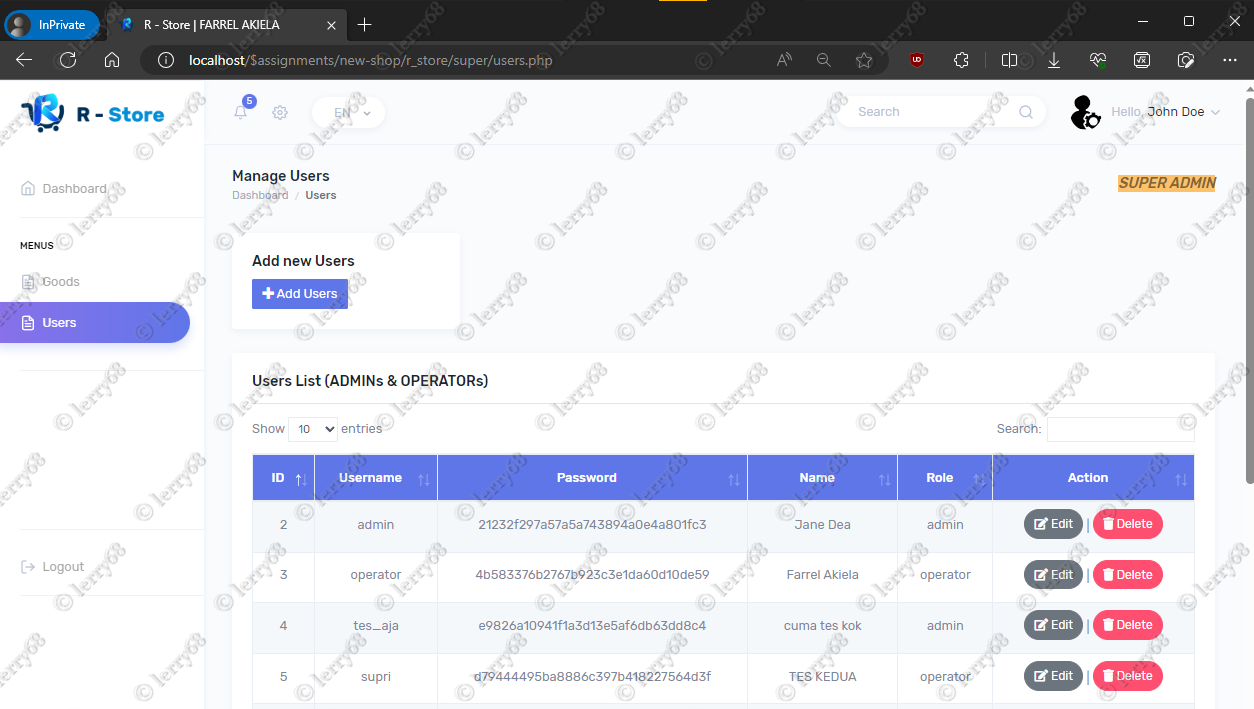 InPrivate
R - Store | FARREL AKIELA
localhost/$assignments/new-shop/r_store/super/users.php
R - Store
5
EN
Search
Hello, John Doe
Dashboard
MENUS
Goods
Users
Logout
Manage Users
Dashboard / Users
SUPER ADMIN
Add new Users
Add Users
Users List (ADMINs & OPERATORs)
Show 10 entries
Search:
ID Username Password Name Role Action
2 admin 21232f297a57a5a743894a0e4a801fc3 Jane Dea admin Edit | Delete
3 operator 4b583376b2767b923c3e1da60d10de59 Farrel Akiela operator Edit | Delete
4 tes_aja e9826a10941f1a3d13e5af6db63dd8c4 cuma tes kok admin Edit | Delete
5 supri d79444495ba8886c397b418227564d3f TES KEDUA operator Edit | Delete
© lerry68